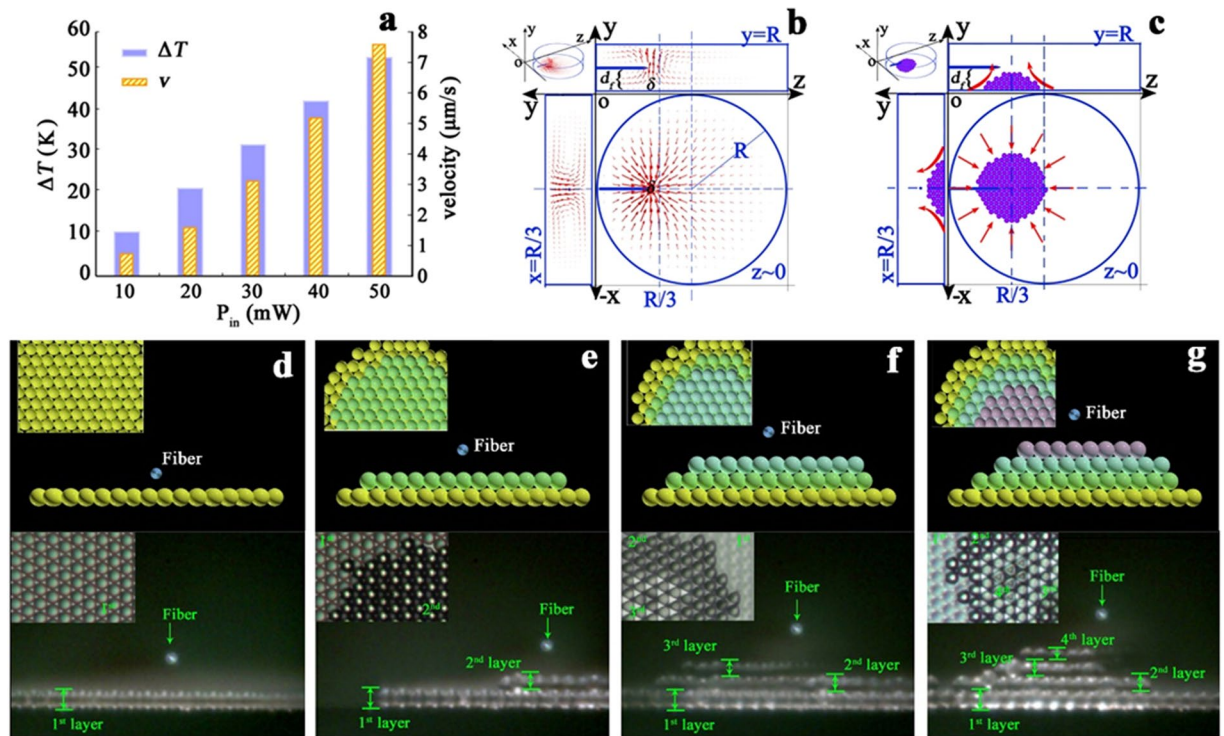 a
60
50
40
30
20
10
0
ΔT (K)
ΔT
v
8
7
6
5
4
3
2
1
0
velocity (μm/s)
10 20 30 40 50
P_in (mW)
b
x y z o
y
y=R
d_f
δ
z
y
o
R
δ
x=R/3
z~0
-x
R/3
c
x y z o
y
y=R
d_f
z
y
o
x=R/3
z~0
-x
R/3
d
Fiber
1st
Fiber
1st layer
e
Fiber
1st
2nd
Fiber
2nd layer
1st layer
f
Fiber
2nd
1st
3rd
Fiber
3rd layer
2nd layer
1st layer
g
Fiber
1st
2nd
Fiber
4th layer
3rd layer
2nd layer
1st layer